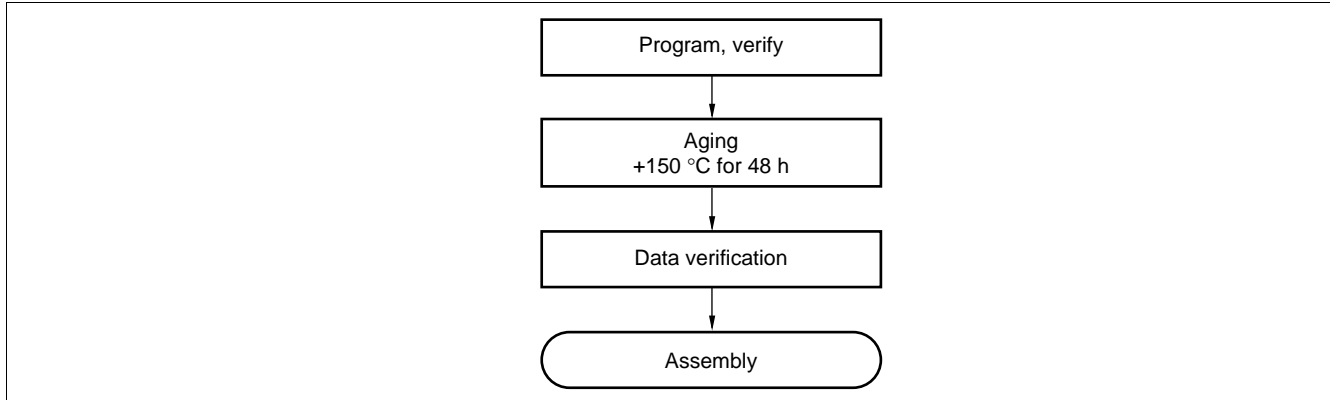 Program, verify
Aging
+150 °C for 48 h
Data verification
Assembly